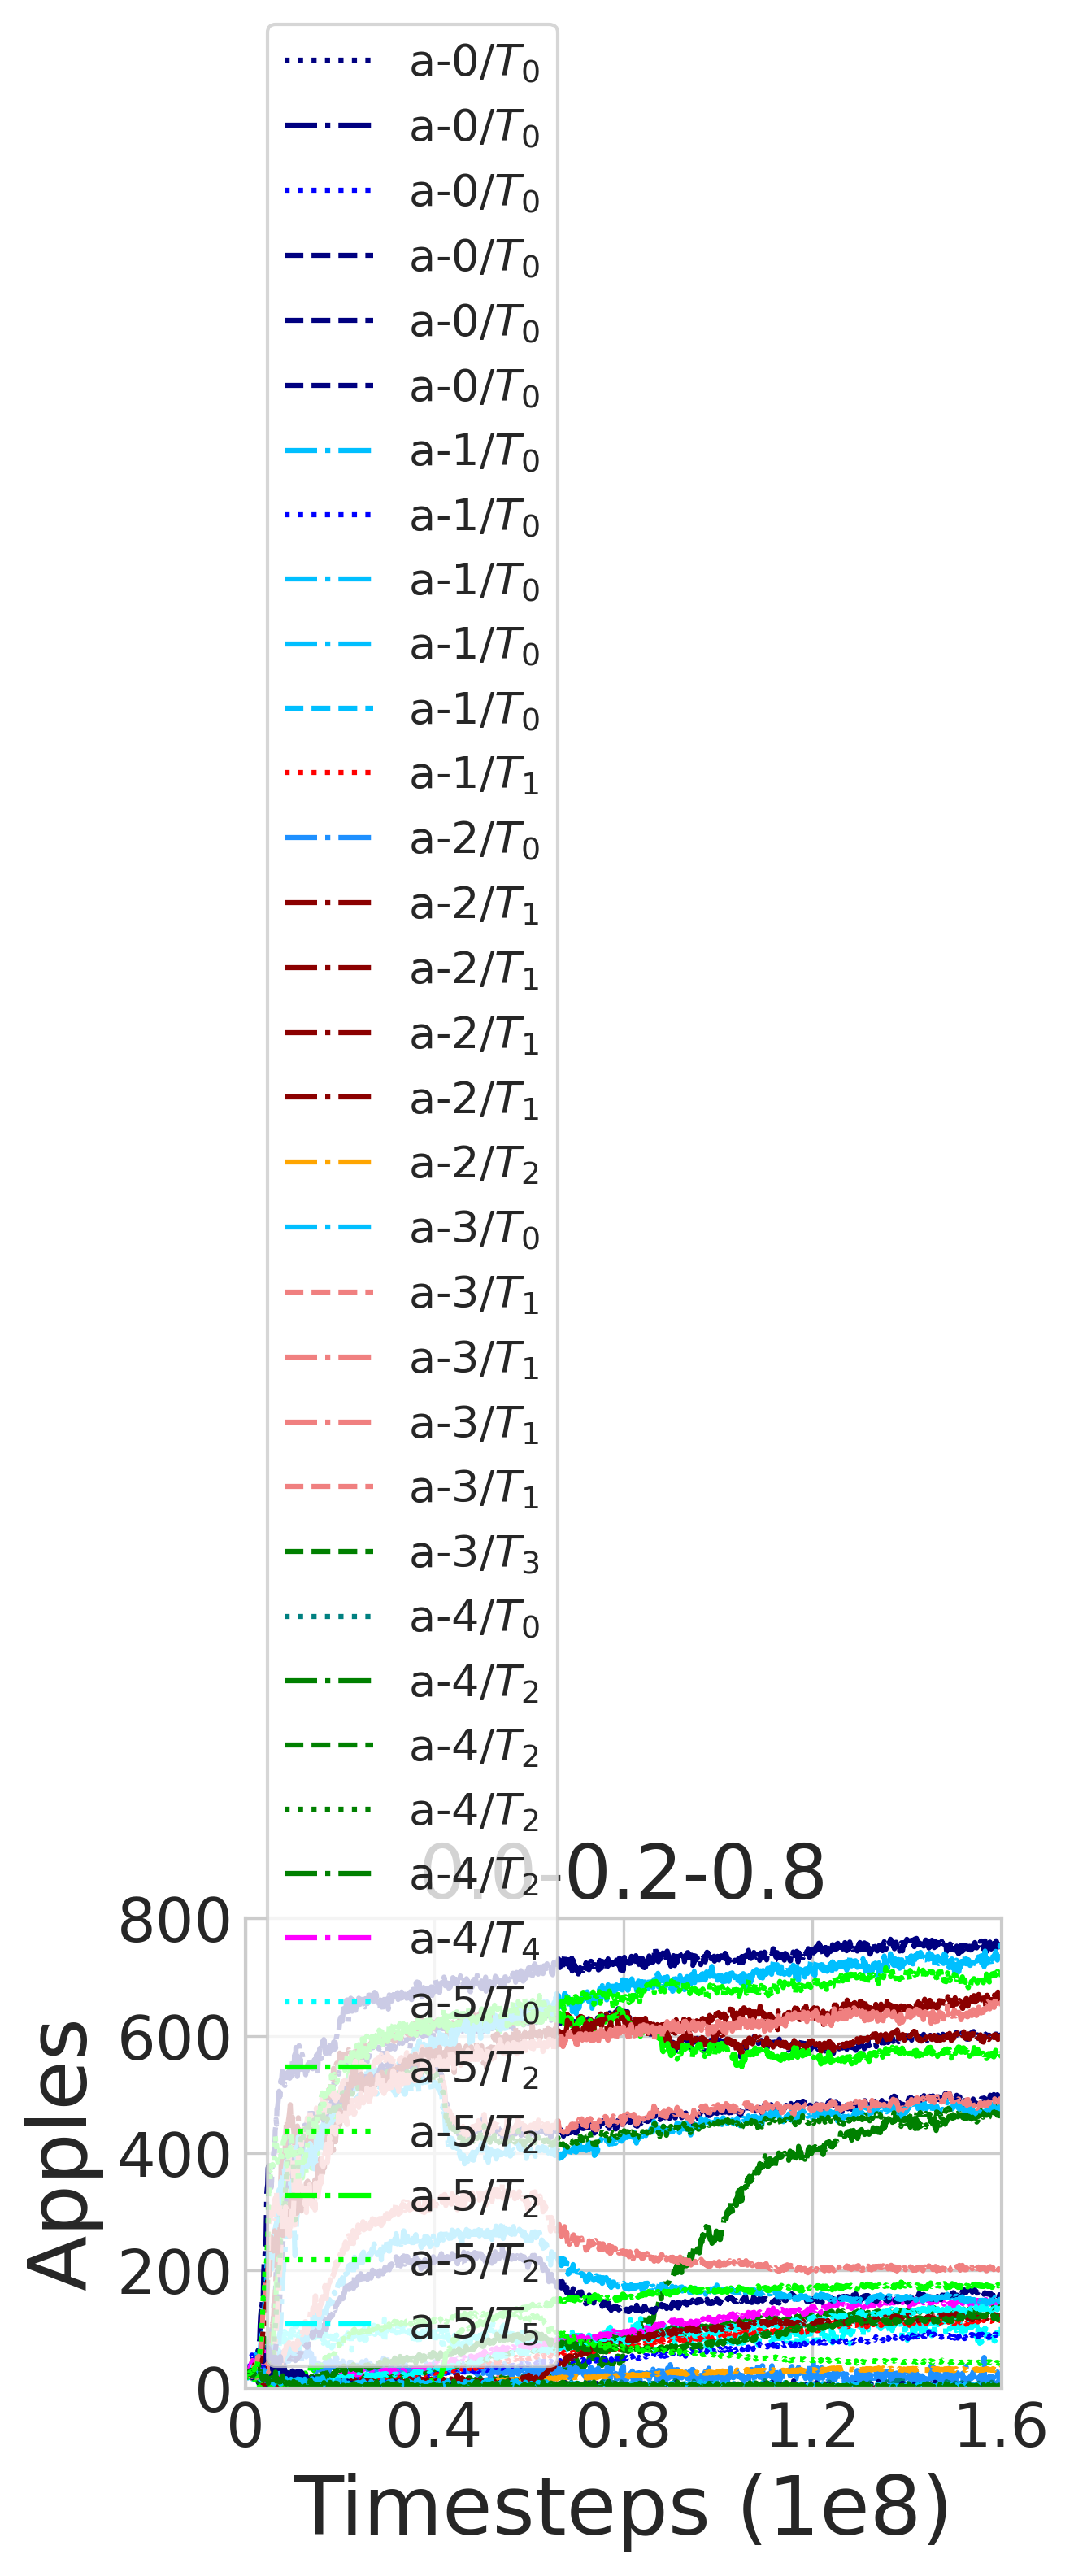 a-0/T₀
a-0/T₀
a-0/T₀
a-0/T₀
a-0/T₀
a-0/T₀
a-1/T₀
a-1/T₀
a-1/T₀
a-1/T₀
a-1/T₀
a-1/T₁
a-2/T₀
a-2/T₁
a-2/T₁
a-2/T₁
a-2/T₁
a-2/T₂
a-3/T₀
a-3/T₁
a-3/T₁
a-3/T₁
a-3/T₁
a-3/T₃
a-4/T₀
a-4/T₂
a-4/T₂
a-4/T₂
a-4/T₂
a-4/T₄
a-5/T₀
a-5/T₂
a-5/T₂
a-5/T₂
a-5/T₂
a-5/T₅
0.0-0.2-0.8
800
600
400
200
0
Apples
0 0.4 0.8 1.2 1.6
Timesteps (1e8)